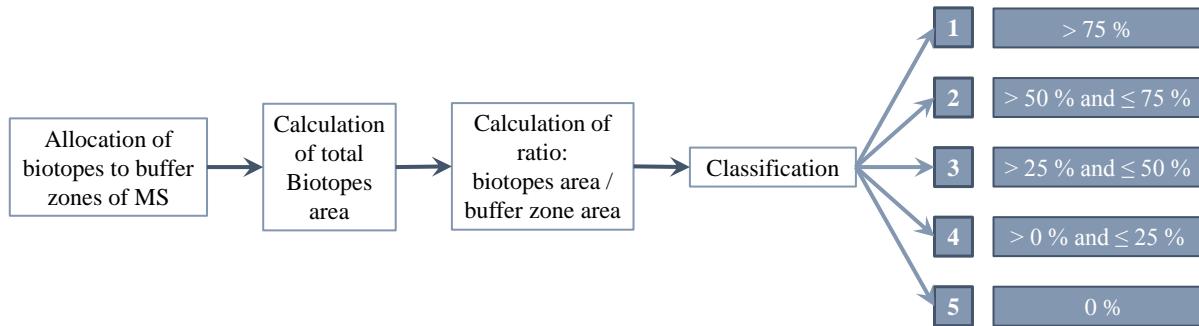 Allocation of
biotopes to buffer
zones of MS
Calculation
of total
Biotopes
area
Calculation of
ratio:
biotopes area /
buffer zone area
Classification
1 > 75 %
2 > 50 % and ≤ 75 %
3 > 25 % and ≤ 50 %
4 > 0 % and ≤ 25 %
5 0 %